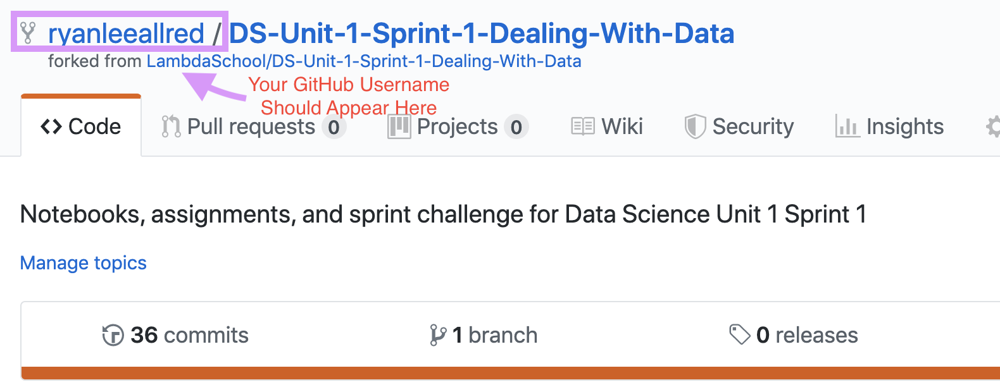 ryanleeallred / DS-Unit-1-Sprint-1-Dealing-With-Data
forked from LambdaSchool/DS-Unit-1-Sprint-1-Dealing-With-Data
Your GitHub Username
Should Appear Here
Code Pull requests 0 Projects 0 Wiki Security Insights
Notebooks, assignments, and sprint challenge for Data Science Unit 1 Sprint 1
Manage topics
36 commits 1 branch 0 releases